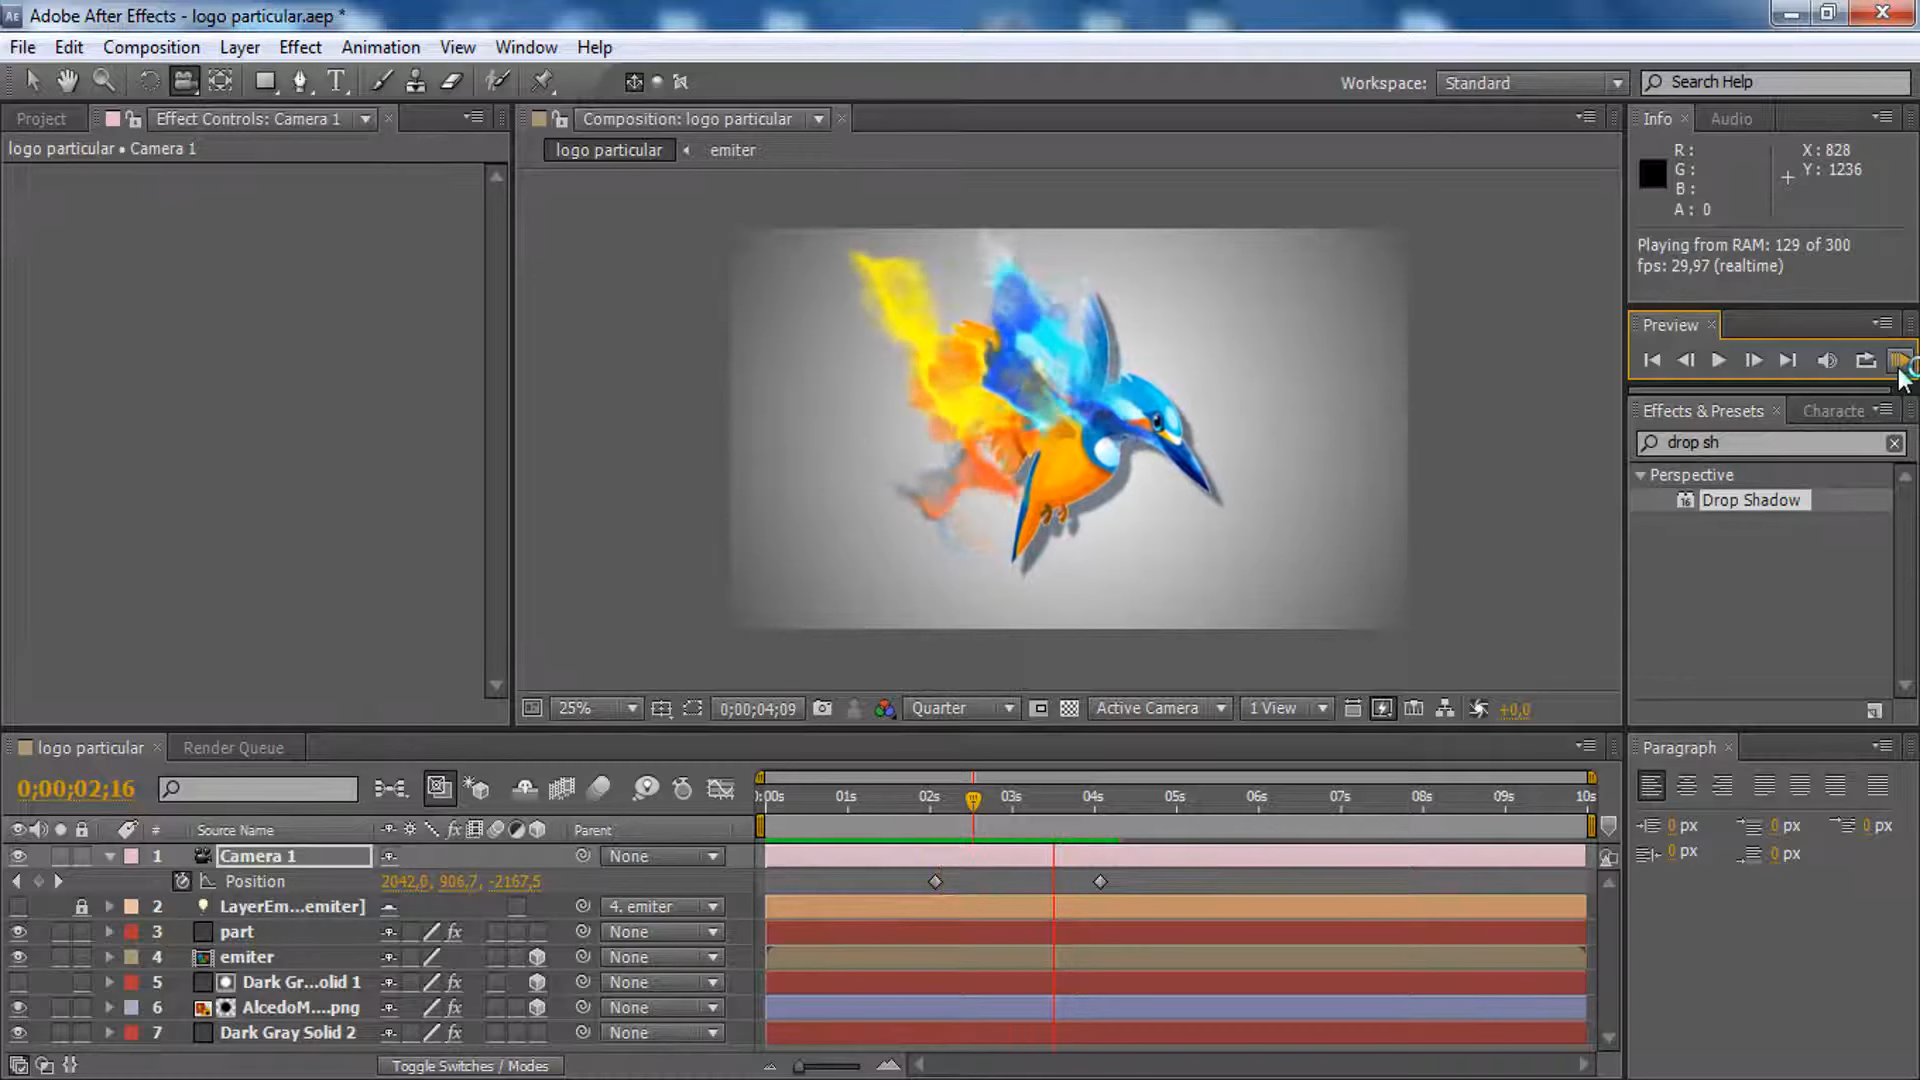 Adobe After Effects - logo particular.aep *
File Edit Composition Layer Effect Animation View Window Help
Workspace: Standard Search Help
Project Effect Controls: Camera 1 Composition: logo particular Info Audio
logo particular • Camera 1
logo particular emiter
R :
G :
B :
A : 0
X : 828
Y : 1236
Playing from RAM: 129 of 300
fps: 29,97 (realtime)
Preview
Effects & Presets Characte
drop sh
Perspective
16 Drop Shadow
25% 0;00;04;09 Quarter Active Camera 1 View +0,0
logo particular Render Queue Paragraph
0;00;02;16
):00s 01s 02s 03s 04s 05s 06s 07s 08s 09s 10s
# Source Name fx Parent
1 Camera 1 None
Position 2042,0, 906,7, -2167,5
2 LayerEm...emiter] 4. emiter
3 part fx None
4 emiter None
5 Dark Gr...olid 1 fx None
6 AlcedoM....png fx None
7 Dark Gray Solid 2 fx None
0 px 0 px 0 px
0 px 0 px
Toggle Switches / Modes